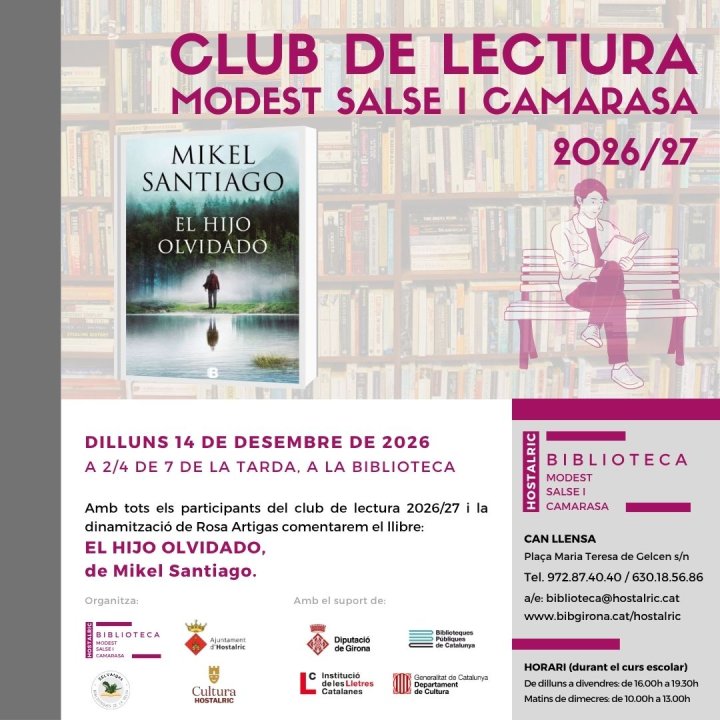 CLUB DE LECTURA
MODEST SALSE I CAMARASA
2026/27
MIKEL
SANTIAGO
EL HIJO
OLVIDADO
B
DILLUNS 14 DE DESEMBRE DE 2026
A 2/4 DE 7 DE LA TARDA, A LA BIBLIOTECA
Amb tots els participants del club de lectura 2026/27 i la
dinamització de Rosa Artigas comentarem el llibre:
EL HIJO OLVIDADO,
de Mikel Santiago.
Organitza:
HOSTALRIC
BIBLIOTECA
MODEST
SALSE I
CAMARASA
Ajuntament
d'Hostalric
Cultura
HOSTALRIC
Amb el suport de:
Diputació
de Girona
Biblioteques
Públiques
de Catalunya
LC
Institució
de les Lletres
Catalanes
Generalitat de Catalunya
Departament
de Cultura
HOSTALRIC
BIBLIOTECA
MODEST
SALSE I
CAMARASA
CAN LLENSA
Plaça Maria Teresa de Gelcen s/n
Tel. 972.87.40.40 / 630.18.56.86
a/e: biblioteca@hostalric.cat
www.bibgirona.cat/hostalric
HORARI (durant el curs escolar)
De dilluns a divendres: de 16.00h a 19.30h
Matins de dimecres: de 10.00h a 13.00h